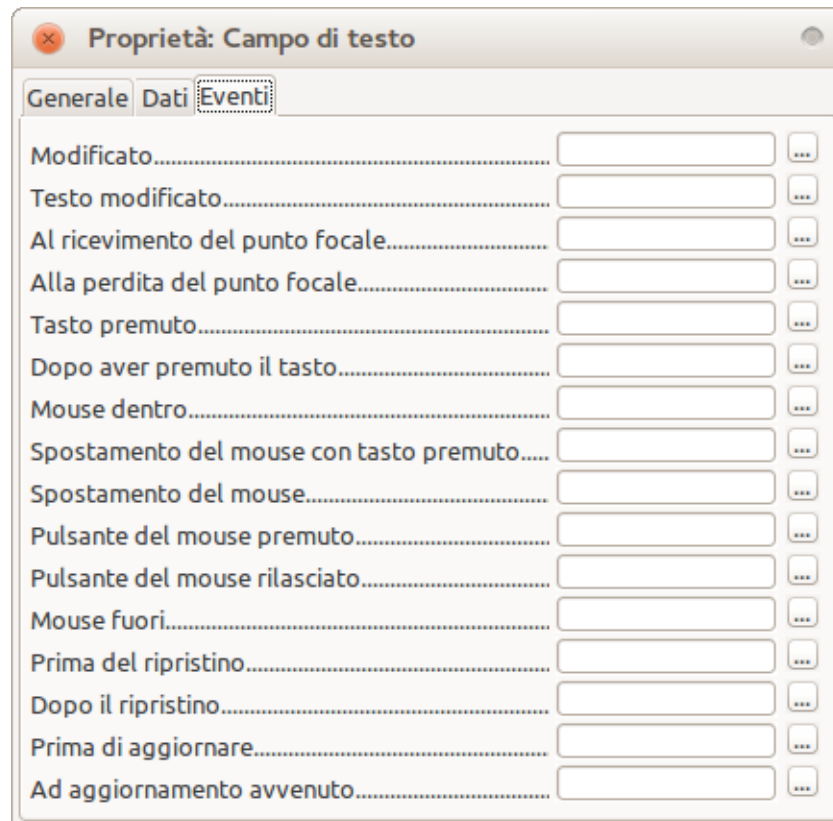 Proprietà: Campo di testo
Generale Dati Eventi
Modificato........................................................................ ...
Testo modificato............................................................ ...
Al ricevimento del punto focale............................. ...
Alla perdita del punto focale.................................. ...
Tasto premuto................................................................ ...
Dopo aver premuto il tasto...................................... ...
Mouse dentro.................................................................. ...
Spostamento del mouse con tasto premuto..... ...
Spostamento del mouse............................................ ...
Pulsante del mouse premuto................................... ...
Pulsante del mouse rilasciato.................................. ...
Mouse fuori...................................................................... ...
Prima del ripristino....................................................... ...
Dopo il ripristino............................................................ ...
Prima di aggiornare...................................................... ...
Ad aggiornamento avvenuto................................... ...